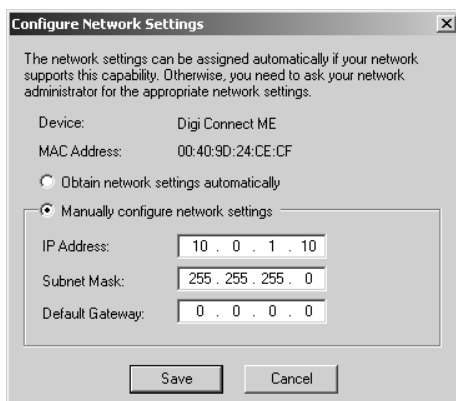 Configure Network Settings
The network settings can be assigned automatically if your network
supports this capability. Otherwise, you need to ask your network
administrator for the appropriate network settings.
Device: Digi Connect ME
MAC Address: 00:40:9D:24:CE:CF
Obtain network settings automatically
Manually configure network settings
IP Address: 10 . 0 . 1 . 10
Subnet Mask: 255 . 255 . 255 . 0
Default Gateway: 0 . 0 . 0 . 0
Save Cancel